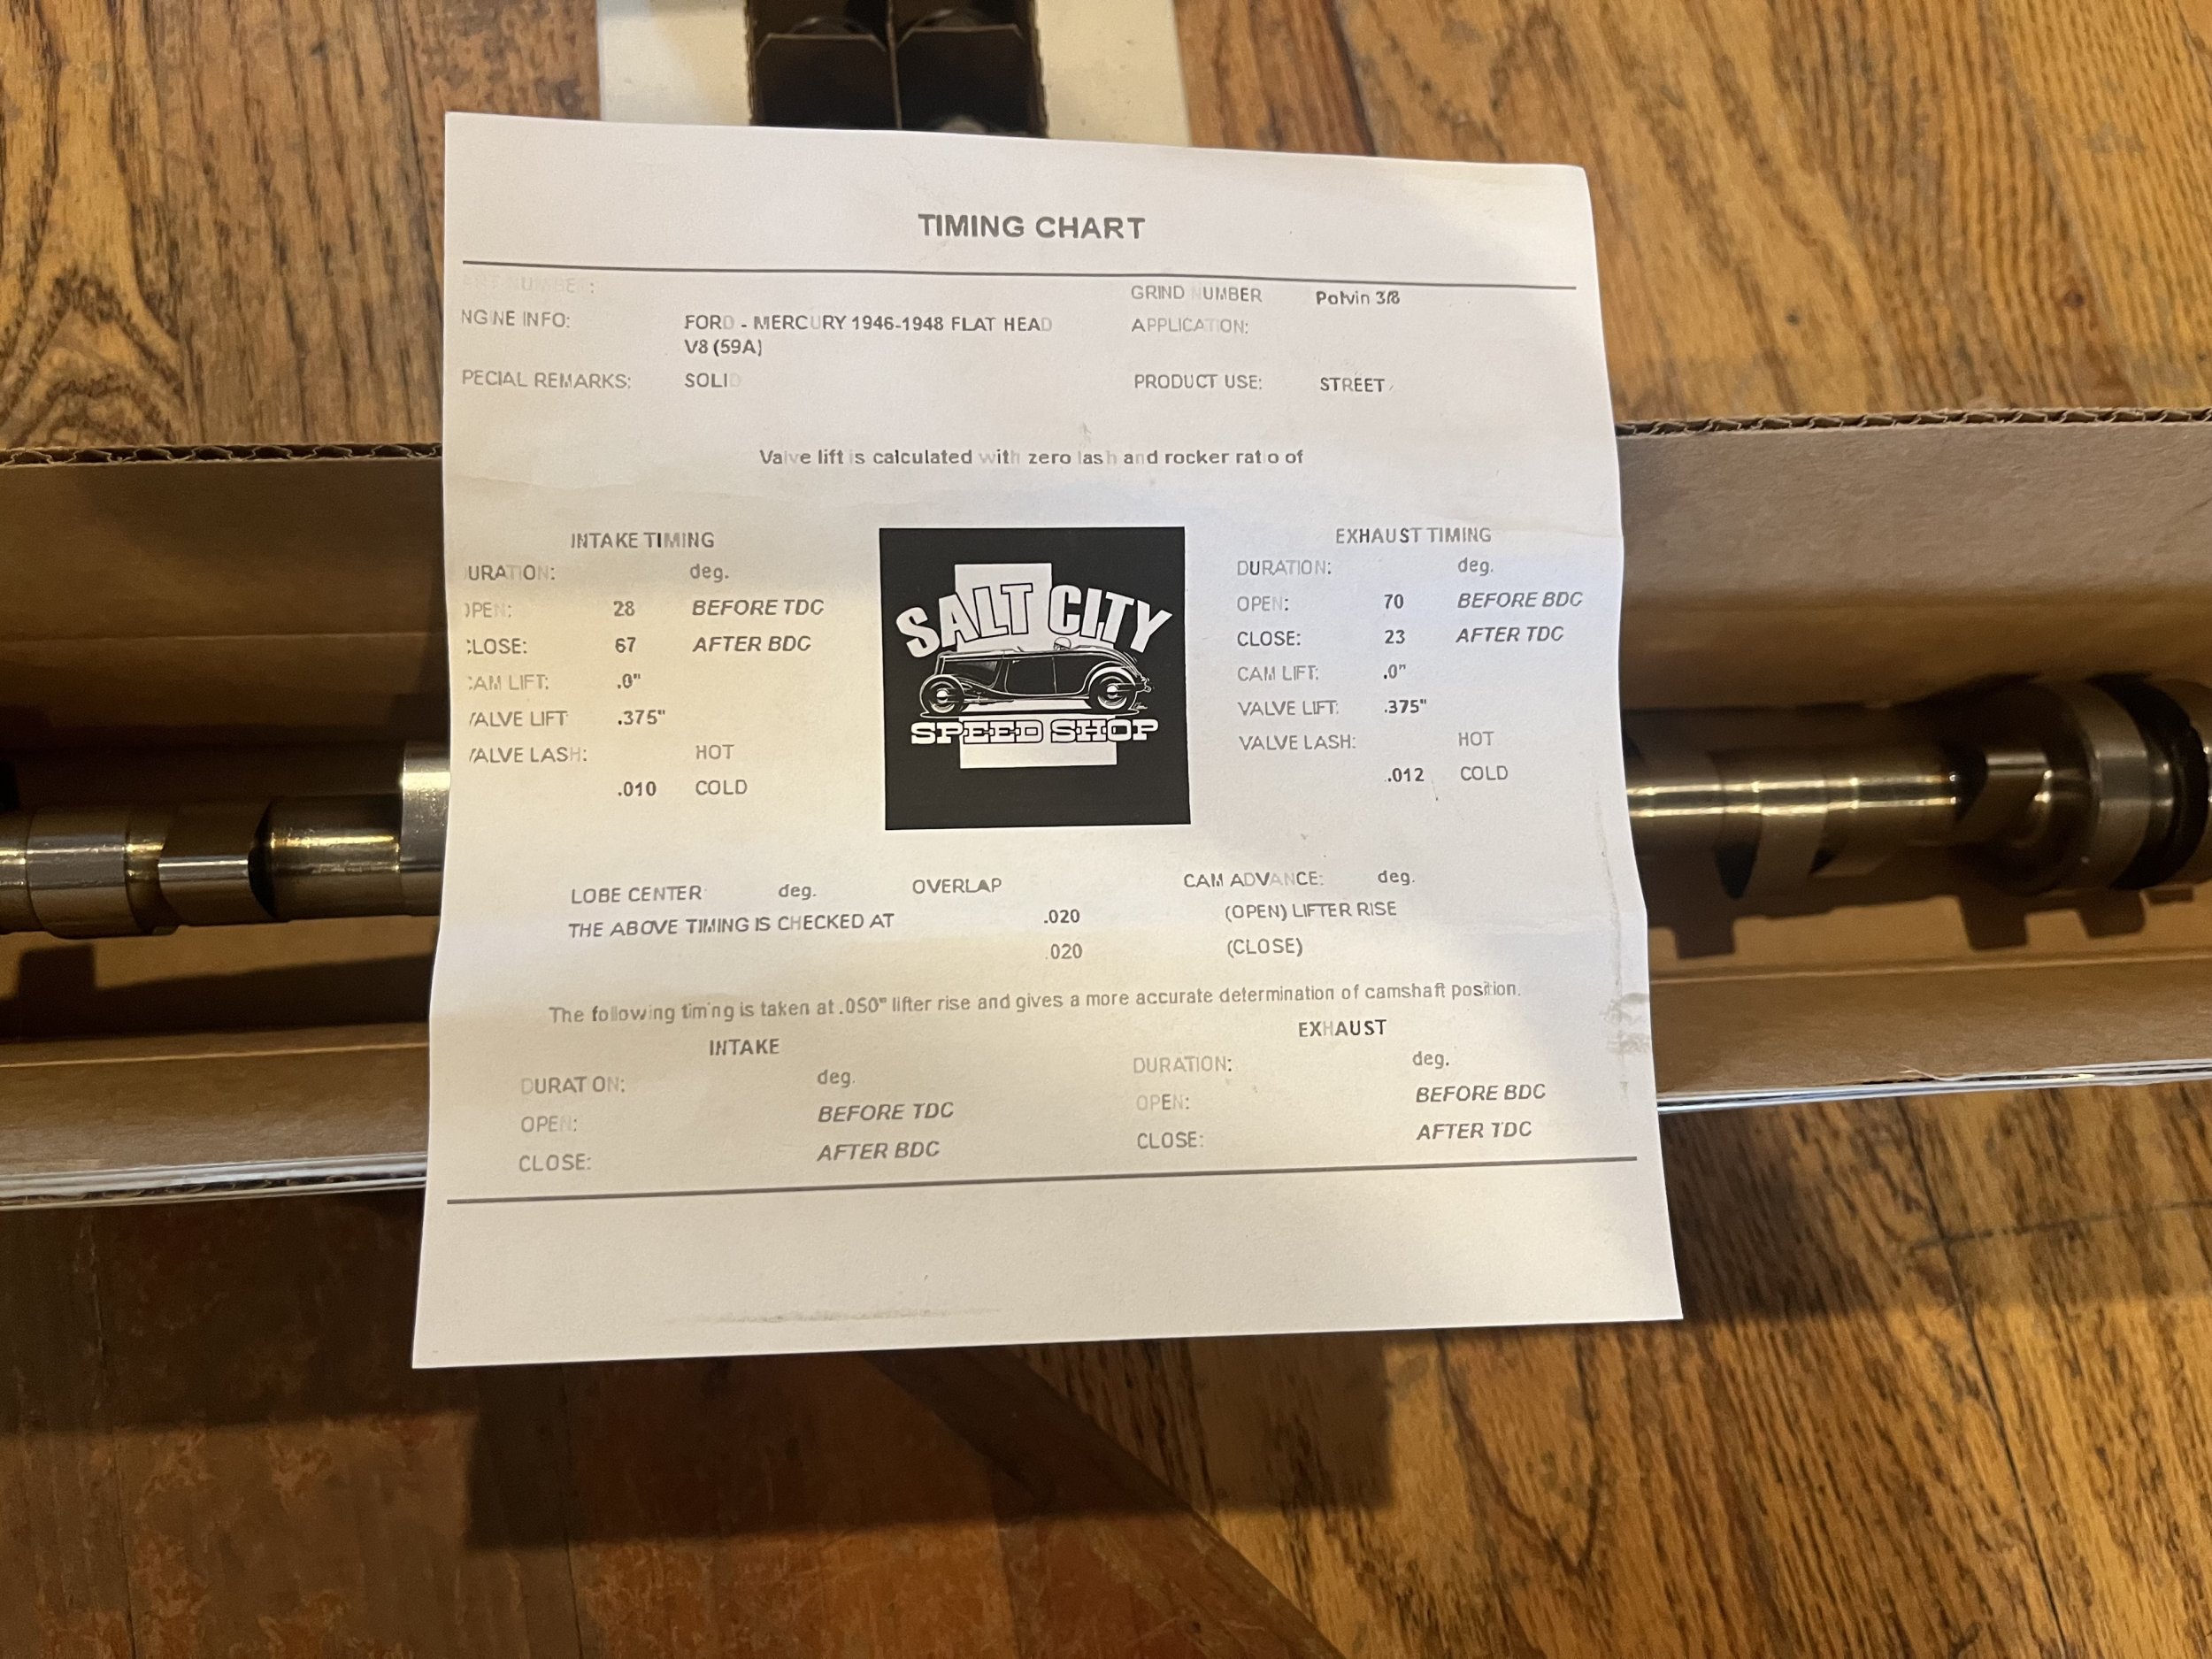 TIMING CHART
NUMBE :
GRIND NUMBER Potvin 3/8
NGINE INFO: FORD - MERCURY 1946-1948 FLAT HEAD
V8 (59A)
APPLICATION:
PECIAL REMARKS: SOLID
PRODUCT USE: STREET
Valve lift is calculated with zero lash and rocker ratio of
INTAKE TIMING
URATION: deg.
OPEN: 28 BEFORE TDC
CLOSE: 67 AFTER BDC
CAM LIFT: .0"
VALVE LIFT .375"
VALVE LASH: HOT
.010 COLD
SALT CITY
SPEED SHOP
EXHAUST TIMING
DURATION: deg.
OPEN: 70 BEFORE BDC
CLOSE: 23 AFTER TDC
CAM LIFT: .0"
VALVE LIFT: .375"
VALVE LASH: HOT
.012 COLD
LOBE CENTER deg. OVERLAP CAM ADVANCE: deg.
THE ABOVE TIMING IS CHECKED AT .020 (OPEN) LIFTER RISE
.020 (CLOSE)
The following timing is taken at .050" lifter rise and gives a more accurate determination of camshaft position.
INTAKE
DURAT ON: deg.
OPEN: BEFORE TDC
CLOSE: AFTER BDC
EXHAUST
DURATION: deg.
OPEN: BEFORE BDC
CLOSE: AFTER TDC